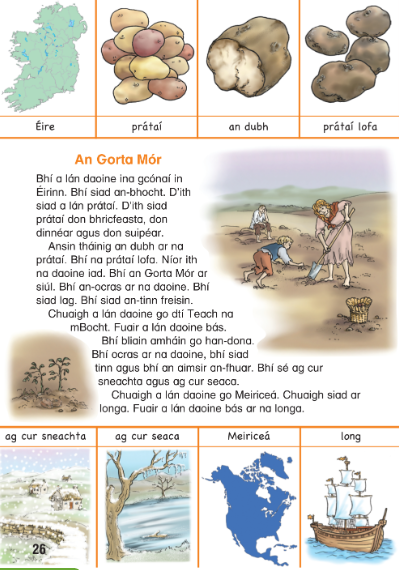 Éire
prátaí
an dubh
prátaí lofa
An Gorta Mór
Bhí a lán daoine ina gcónaí in
Éirinn. Bhí siad an-bhocht. D'ith
siad a lán prátaí. D'ith siad
prátaí don bhricfeasta, don
dinnéar agus don suipéar.
Ansin tháinig an dubh ar na
prátaí. Bhí na prátaí lofa. Níor ith
na daoine iad. Bhí an Gorta Mór ar
siúl. Bhí an-ocras ar na daoine. Bhí
siad lag. Bhí siad an-tinn freisin.
Chuaigh a lán daoine go dtí Teach na
mBocht. Fuair a lán daoine bás.
Bhí bliain amháin go han-dona.
Bhí ocras ar na daoine, bhí siad
tinn agus bhí an aimsir an-fhuar. Bhí sé ag cur
sneachta agus ag cur seaca.
Chuaigh a lán daoine go Meiriceá. Chuaigh siad ar
longa. Fuair a lán daoine bás ar na longa.
ag cur sneachta
ag cur seaca
Meiriceá
long
26